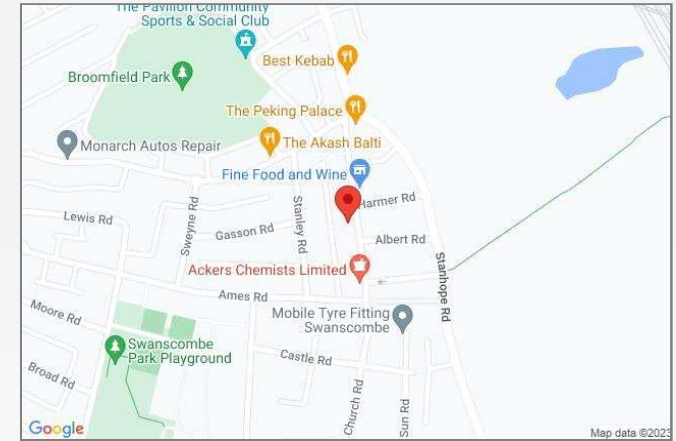 The Pavilion Community
Sports & Social Club
Best Kebab
Broomfield Park
The Peking Palace
Monarch Autos Repair
The Akash Balti
Fine Food and Wine
Harmer Rd
Lewis Rd
Sweyne Rd
Stanley Rd
Gasson Rd
Albert Rd
Ackers Chemists Limited
Stanhope Rd
Ames Rd
Moore Rd
Mobile Tyre Fitting
Swanscombe
Swanscombe
Park Playground
Castle Rd
Broad Rd
Church Rd
Sun Rd
Google
Map data ©2023